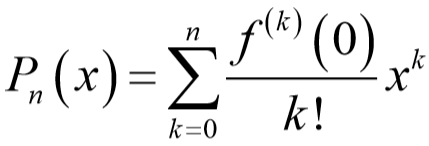 $P_n(x) = \sum_{k=0}^{n} \frac{f^{(k)}(0)}{k!} x^k$